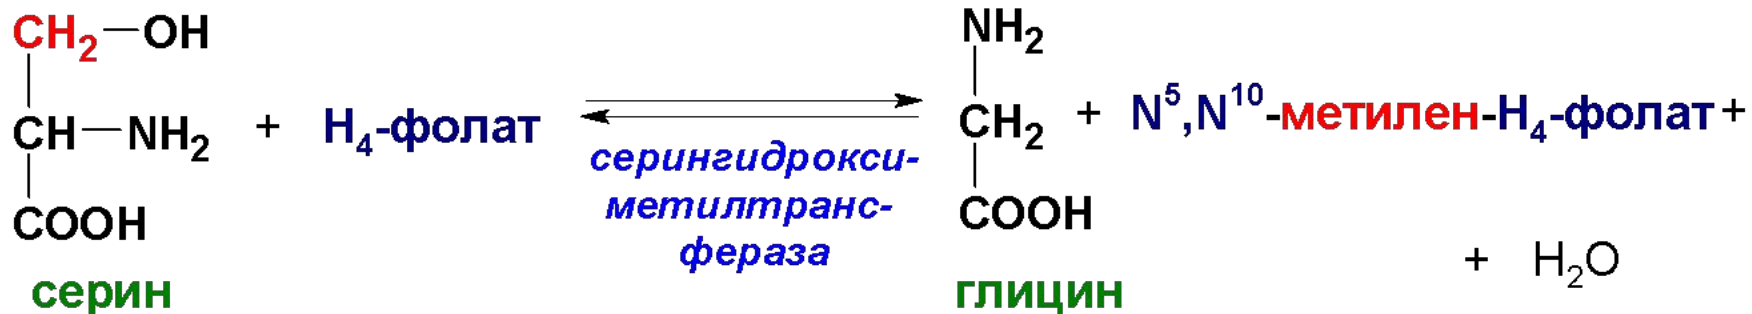 CH₂—OH
CH—NH₂ + H₄-фолат
COOH
серин
серингидрокси-
метилтранс-
фераза
NH₂
CH₂ + N⁵,N¹⁰-метилен-H₄-фолат +
COOH
глицин
+ H₂O